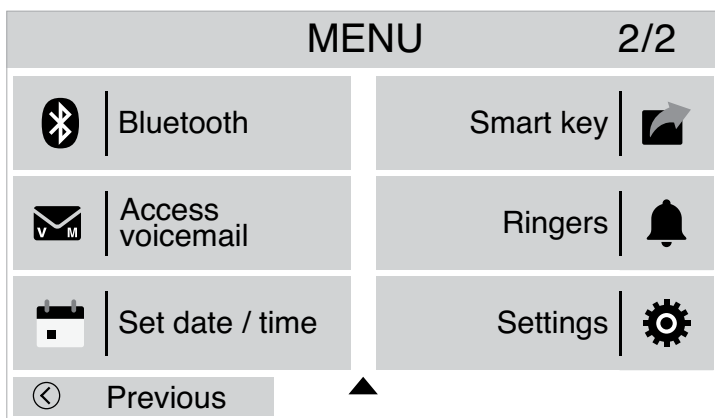 MENU 2/2
Bluetooth
Smart key
Access
voicemail
V M
Ringers
Set date / time
Settings
Previous